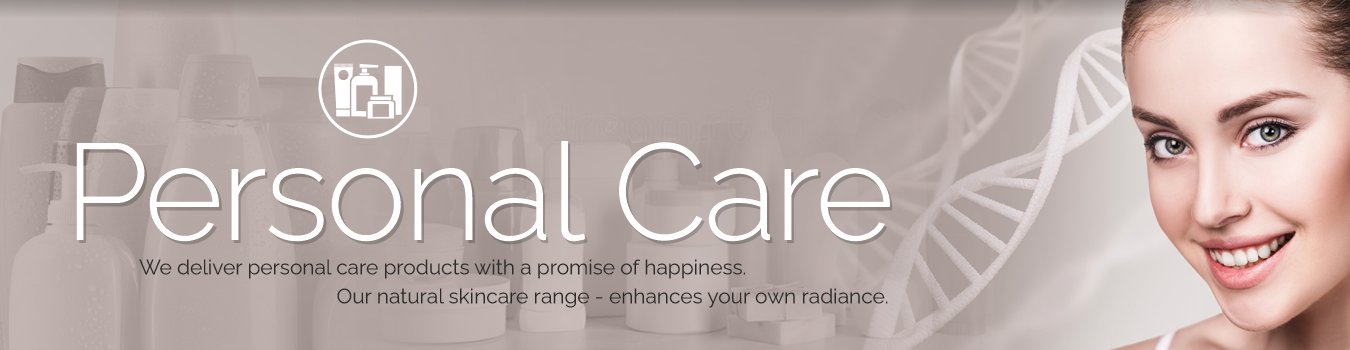 Personal Care
We deliver personal care products with a promise of happiness.
Our natural skincare range - enhances your own radiance.